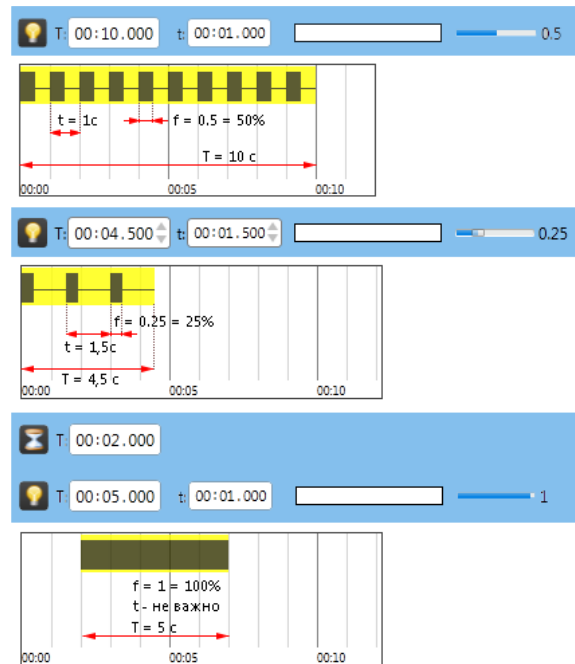 T: 00:10.000 t: 00:01.000 0.5
t = 1c f = 0.5 = 50%
T = 10 c
00:00 00:05 00:10
T: 00:04.500 t: 00:01.500 0.25
f = 0.25 = 25%
t = 1,5c
T = 4,5 c
00:00 00:05 00:10
T: 00:02.000
T: 00:05.000 t: 00:01.000 1
f = 1 = 100%
t - не важно
T = 5 c
00:00 00:05 00:10